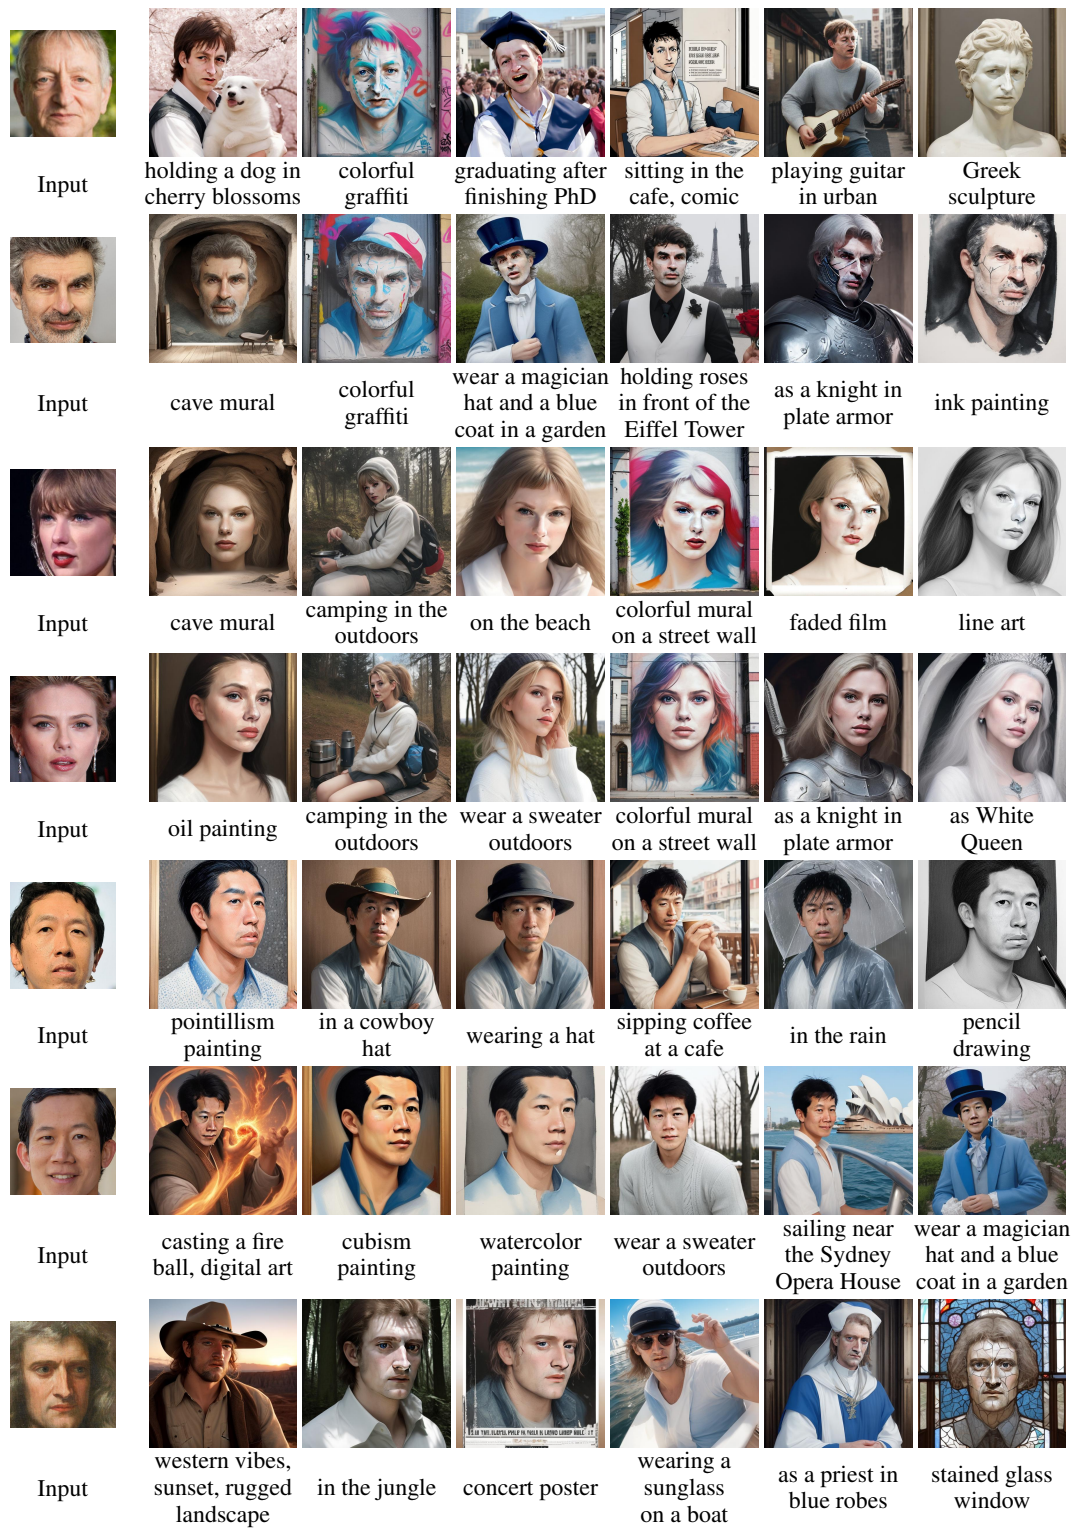 Input
holding a dog in
cherry blossoms
colorful
graffiti
graduating after
finishing PhD
sitting in the
cafe, comic
playing guitar
in urban
Greek
sculpture
Input
cave mural
colorful
graffiti
wear a magician
hat and a blue
coat in a garden
holding roses
in front of the
Eiffel Tower
as a knight in
plate armor
ink painting
Input
cave mural
camping in the
outdoors
on the beach
colorful mural
on a street wall
faded film
line art
Input
oil painting
camping in the
outdoors
wear a sweater
outdoors
colorful mural
on a street wall
as a knight in
plate armor
as White
Queen
Input
pointillism
painting
in a cowboy
hat
wearing a hat
sipping coffee
at a cafe
in the rain
pencil
drawing
Input
casting a fire
ball, digital art
cubism
painting
watercolor
painting
wear a sweater
outdoors
sailing near
the Sydney
Opera House
wear a magician
hat and a blue
coat in a garden
Input
western vibes,
sunset, rugged
landscape
in the jungle
concert poster
wearing a
sunglass
on a boat
as a priest in
blue robes
stained glass
window